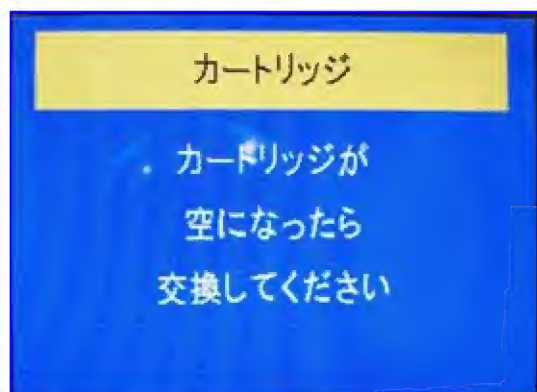 カートリッジ
カートリッジが
空になったら
交換してください